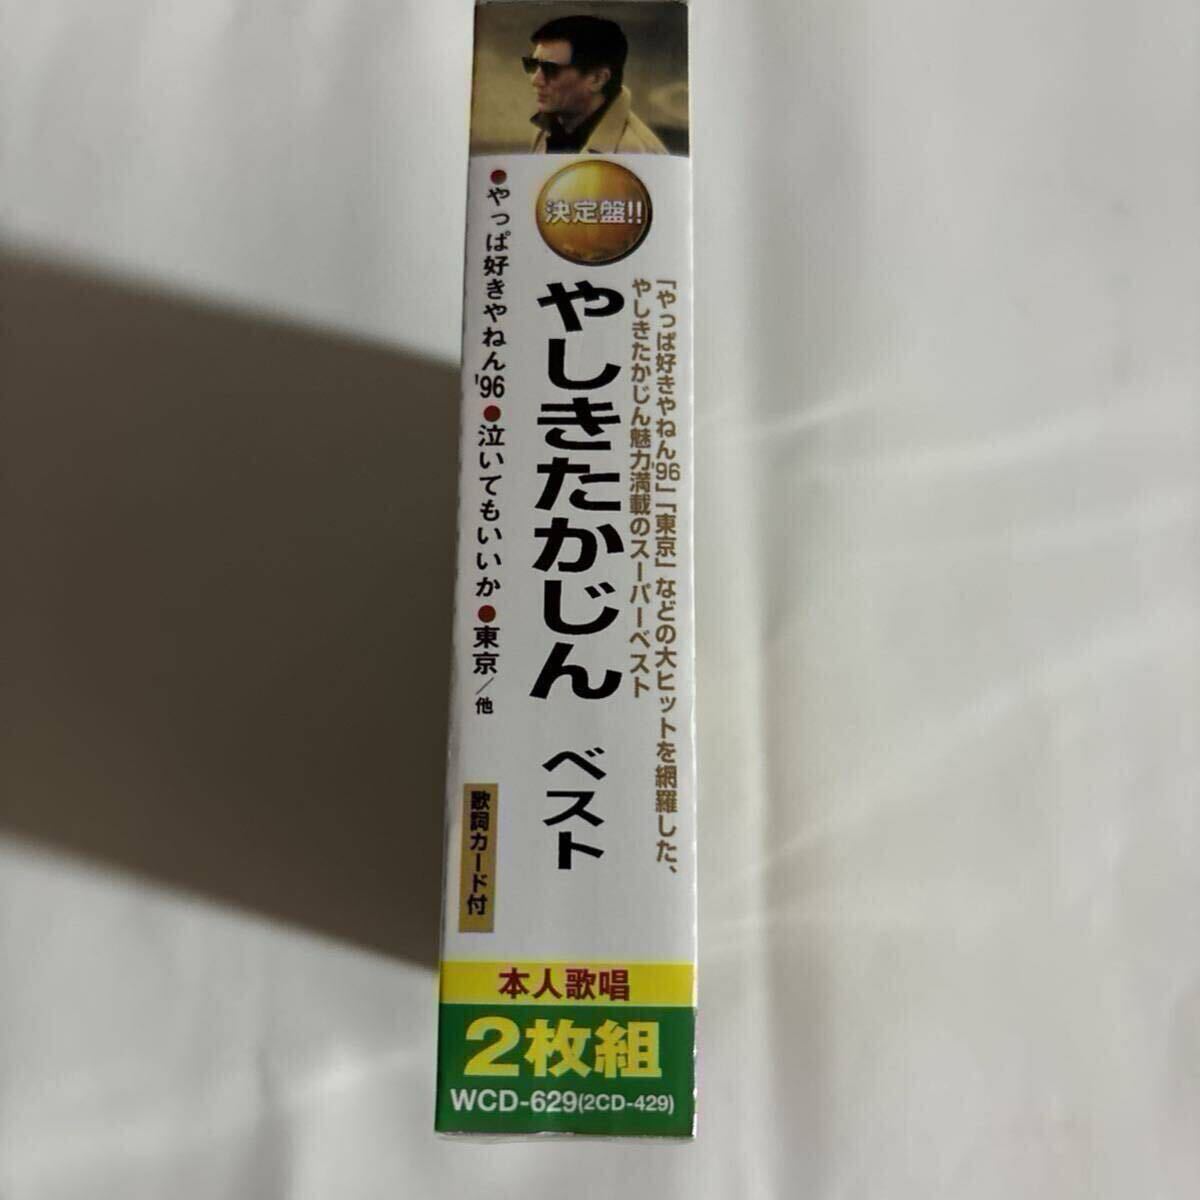 決定盤!!
「やっぱ好きやねん'96」「東京」などの大ヒットを網羅した、
やしきたかじん魅力満載のスーパーベスト
やしきたかじん ベスト
●やっぱ好きやねん'96●泣いてもいいか●東京/他
歌詞カード付
本人歌唱
2枚組
WCD-629(2CD-429)